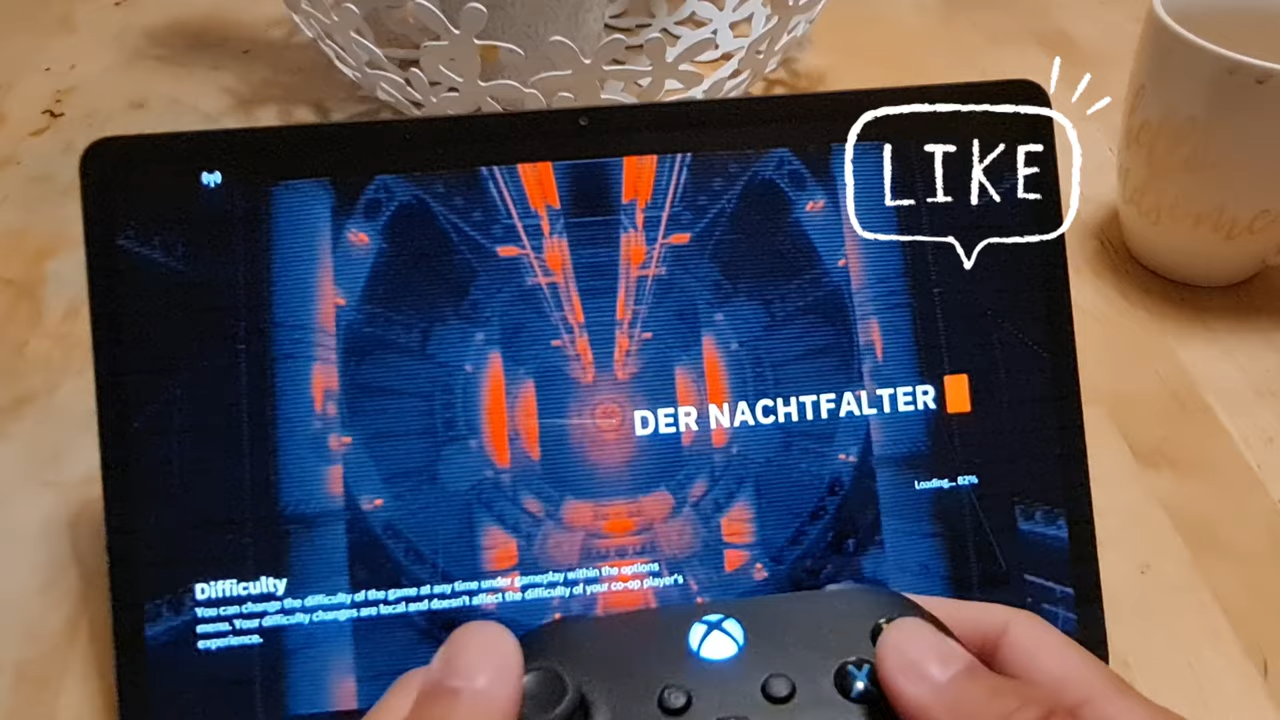 LIKE
DER NACHTFALTER
Loading... 82%
Difficulty
You can change the difficulty of the game at any time under gameplay within the options
menu. Your difficulty changes are local and doesn't affect the difficulty of your co-op player's
experience.
X